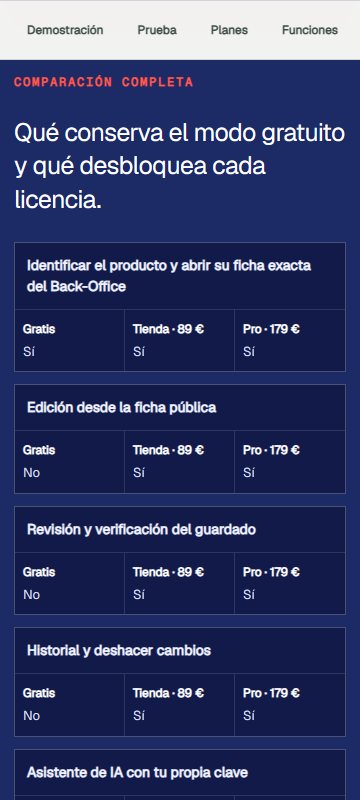 Demostración Prueba Planes Funciones
COMPARACIÓN COMPLETA
Qué conserva el modo gratuito
y qué desbloquea cada
licencia.
Identificar el producto y abrir su ficha exacta
del Back-Office
Gratis Tienda · 89 € Pro · 179 €
Sí Sí Sí
Edición desde la ficha pública
Gratis Tienda · 89 € Pro · 179 €
No Sí Sí
Revisión y verificación del guardado
Gratis Tienda · 89 € Pro · 179 €
No Sí Sí
Historial y deshacer cambios
Gratis Tienda · 89 € Pro · 179 €
No Sí Sí
Asistente de IA con tu propia clave